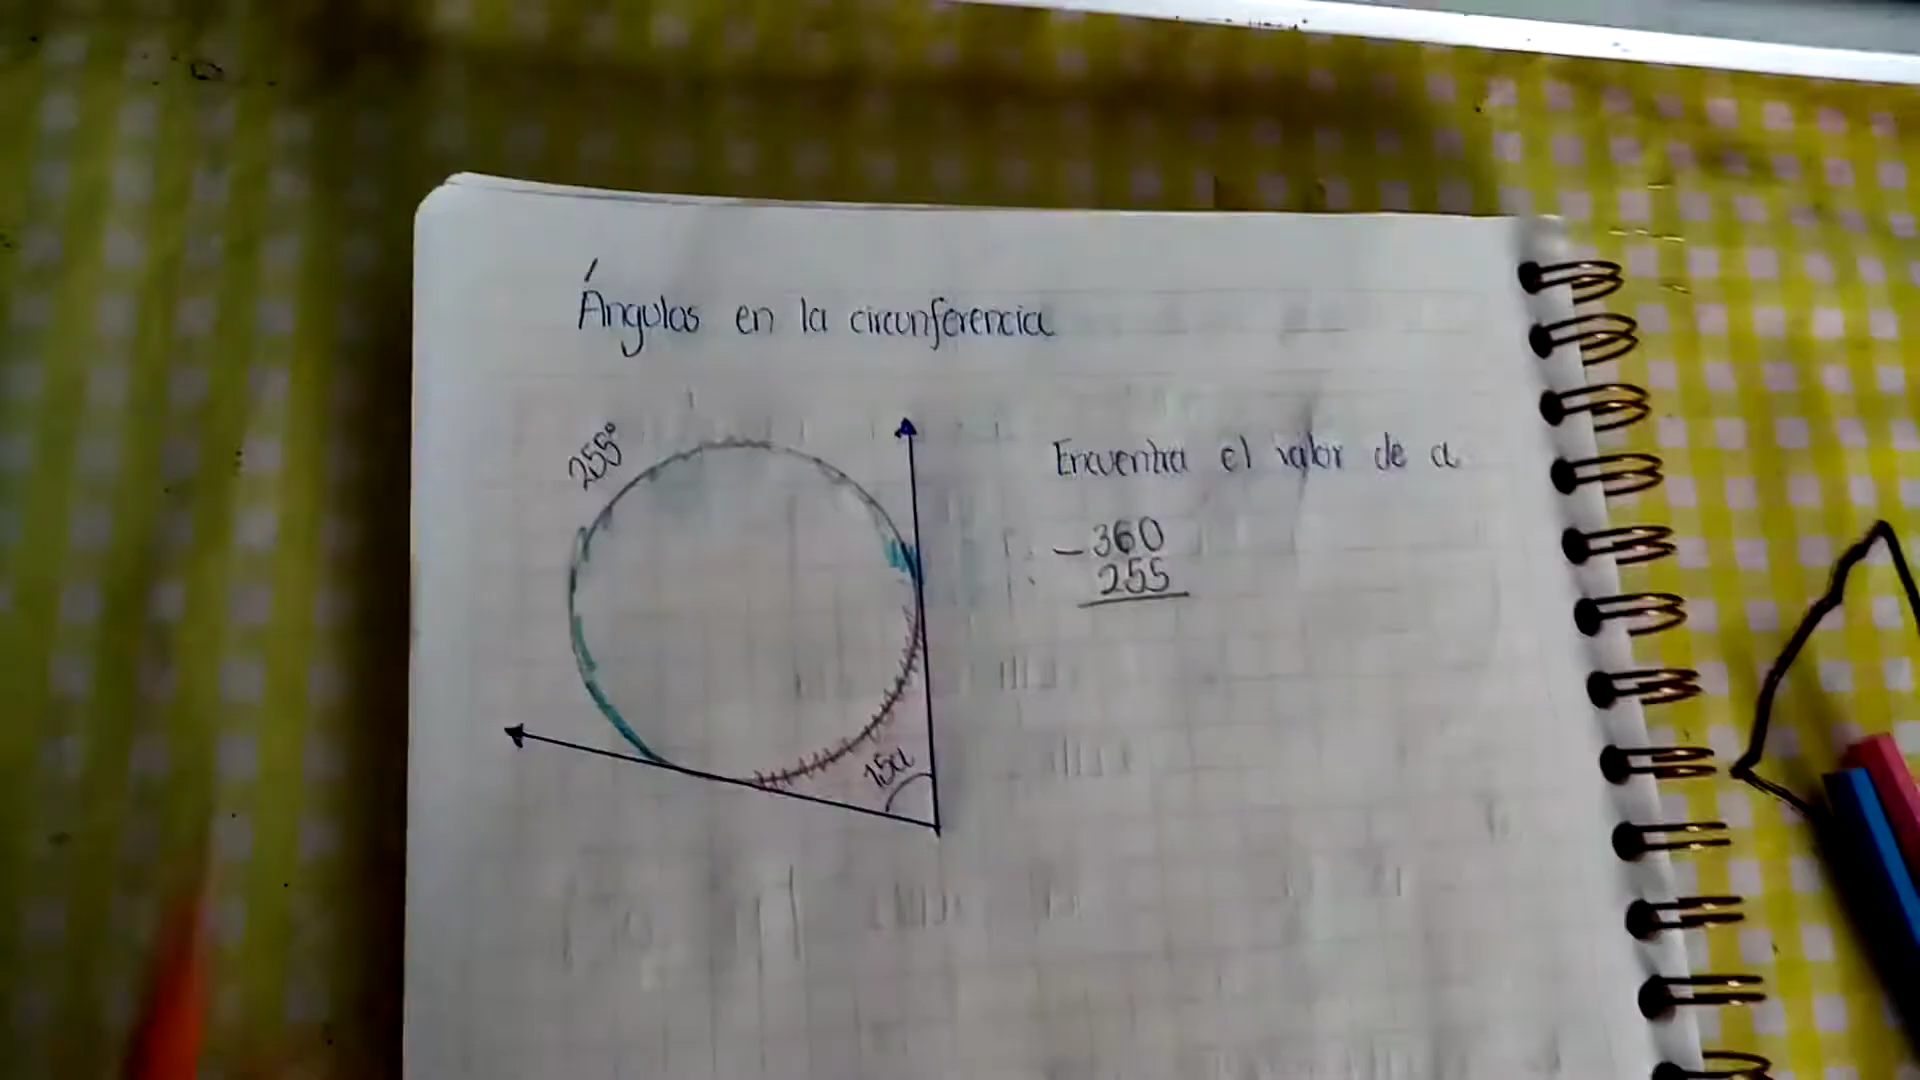 Ángulos en la circunferencia
255°
Encuentra el valor de a
- 360
255
15a